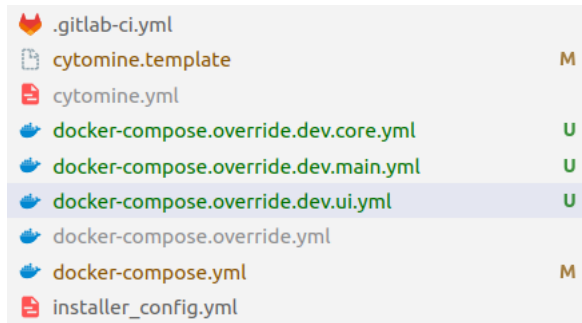 .gitlab-ci.yml
cytomine.template M
cytomine.yml
docker-compose.override.dev.core.yml U
docker-compose.override.dev.main.yml U
docker-compose.override.dev.ui.yml U
docker-compose.override.yml
docker-compose.yml M
installer_config.yml